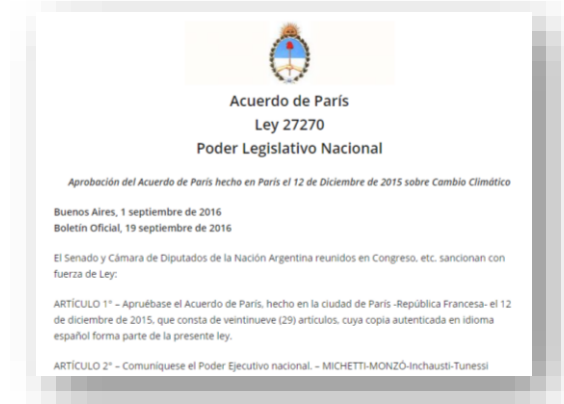 Acuerdo de París
Ley 27270
Poder Legislativo Nacional
Aprobación del Acuerdo de París hecho en París el 12 de Diciembre de 2015 sobre Cambio Climático
Buenos Aires, 1 septiembre de 2016
Boletín Oficial, 19 septiembre de 2016
El Senado y Cámara de Diputados de la Nación Argentina reunidos en Congreso, etc. sancionan con
fuerza de Ley:
ARTÍCULO 1° – Apruébase el Acuerdo de París, hecho en la ciudad de París -República Francesa- el 12
de diciembre de 2015, que consta de veintinueve (29) artículos, cuya copia autenticada en idioma
español forma parte de la presente ley.
ARTÍCULO 2° – Comuníquese el Poder Ejecutivo nacional. – MICHETTI-MONZÓ-Inchausti-Tunessi